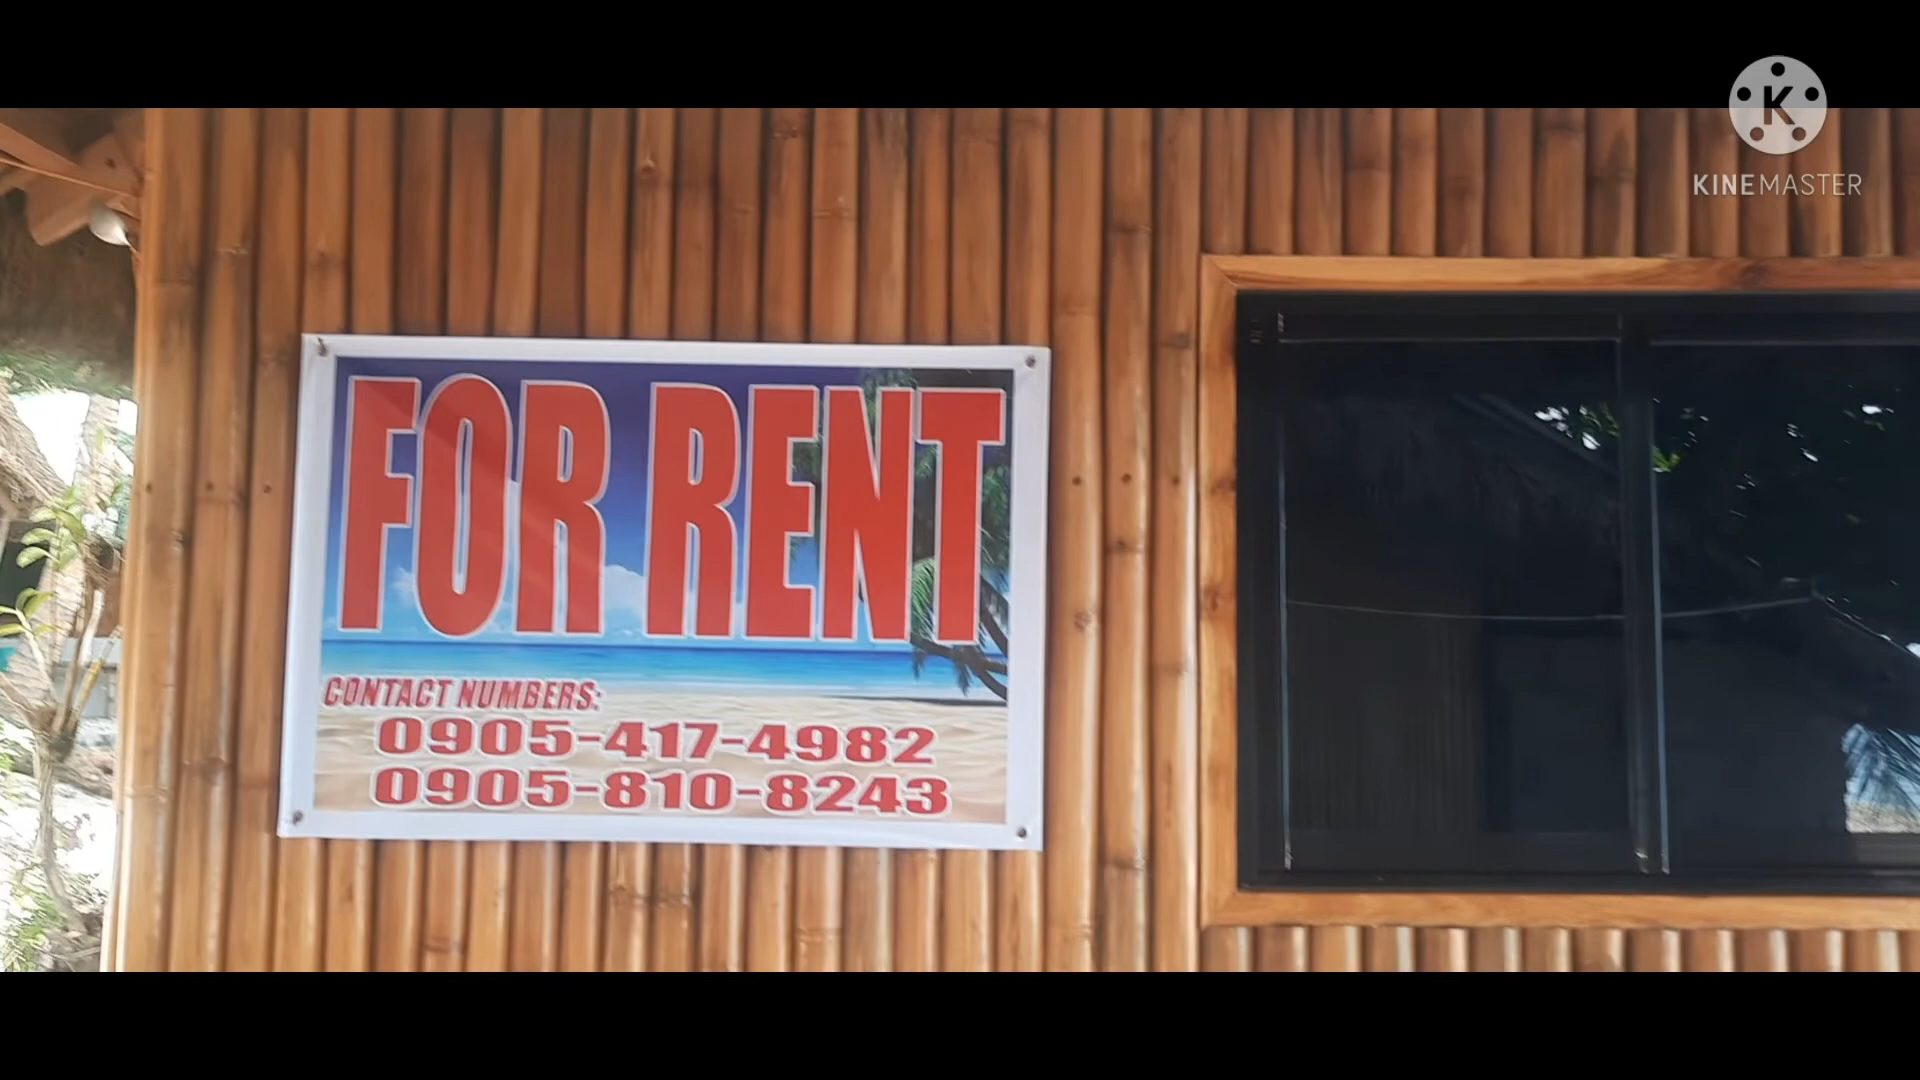 K
KINEMASTER
FOR RENT
CONTACT NUMBERS:
0905-417-4982
0905-810-8243